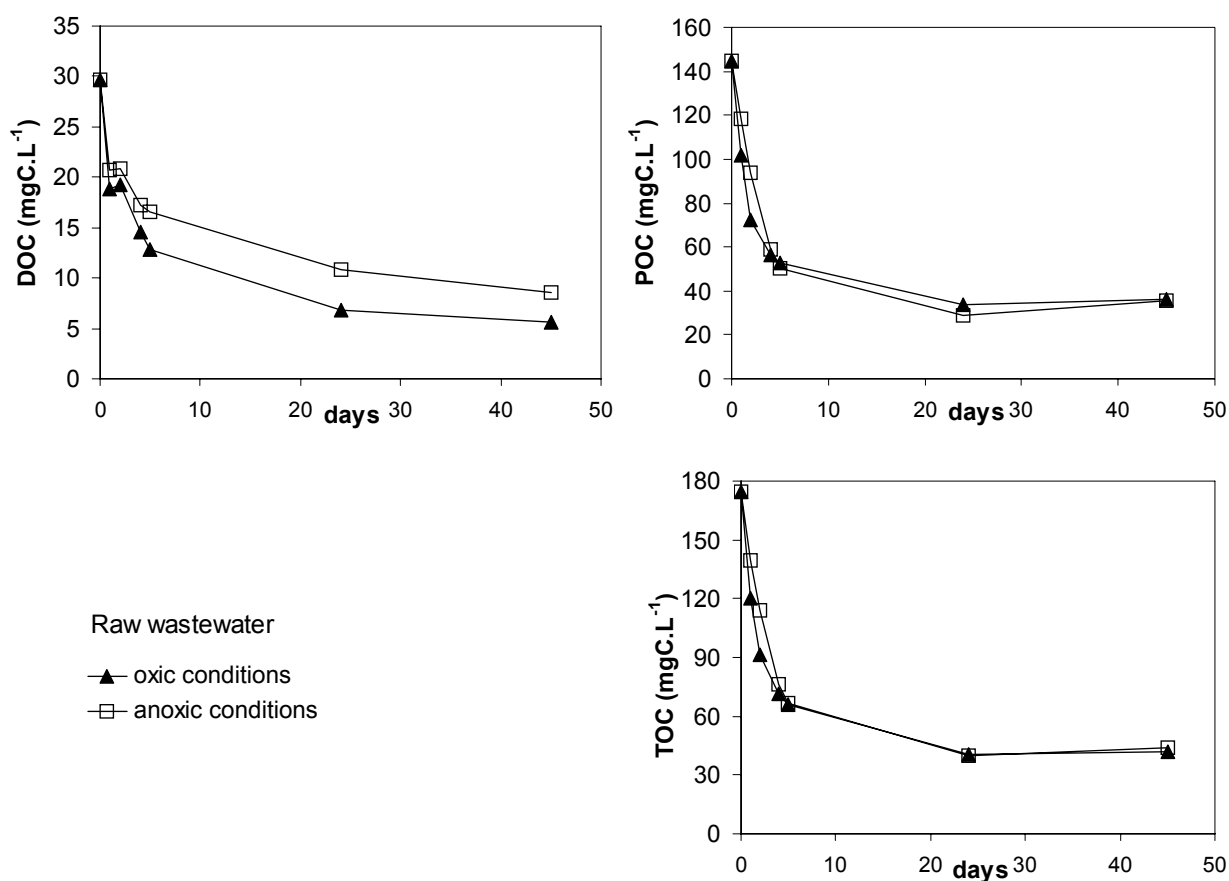 35
30
25
20
15
10
5
0
DOC (mgC.L-1)
0 10 20 30 40 50
days
160
140
120
100
80
60
40
20
0
POC (mgC.L-1)
0 10 20 30 40 50
days
180
150
120
90
60
30
0
TOC (mgC.L-1)
0 10 20 30 40 50
days
Raw wastewater
oxic conditions
anoxic conditions